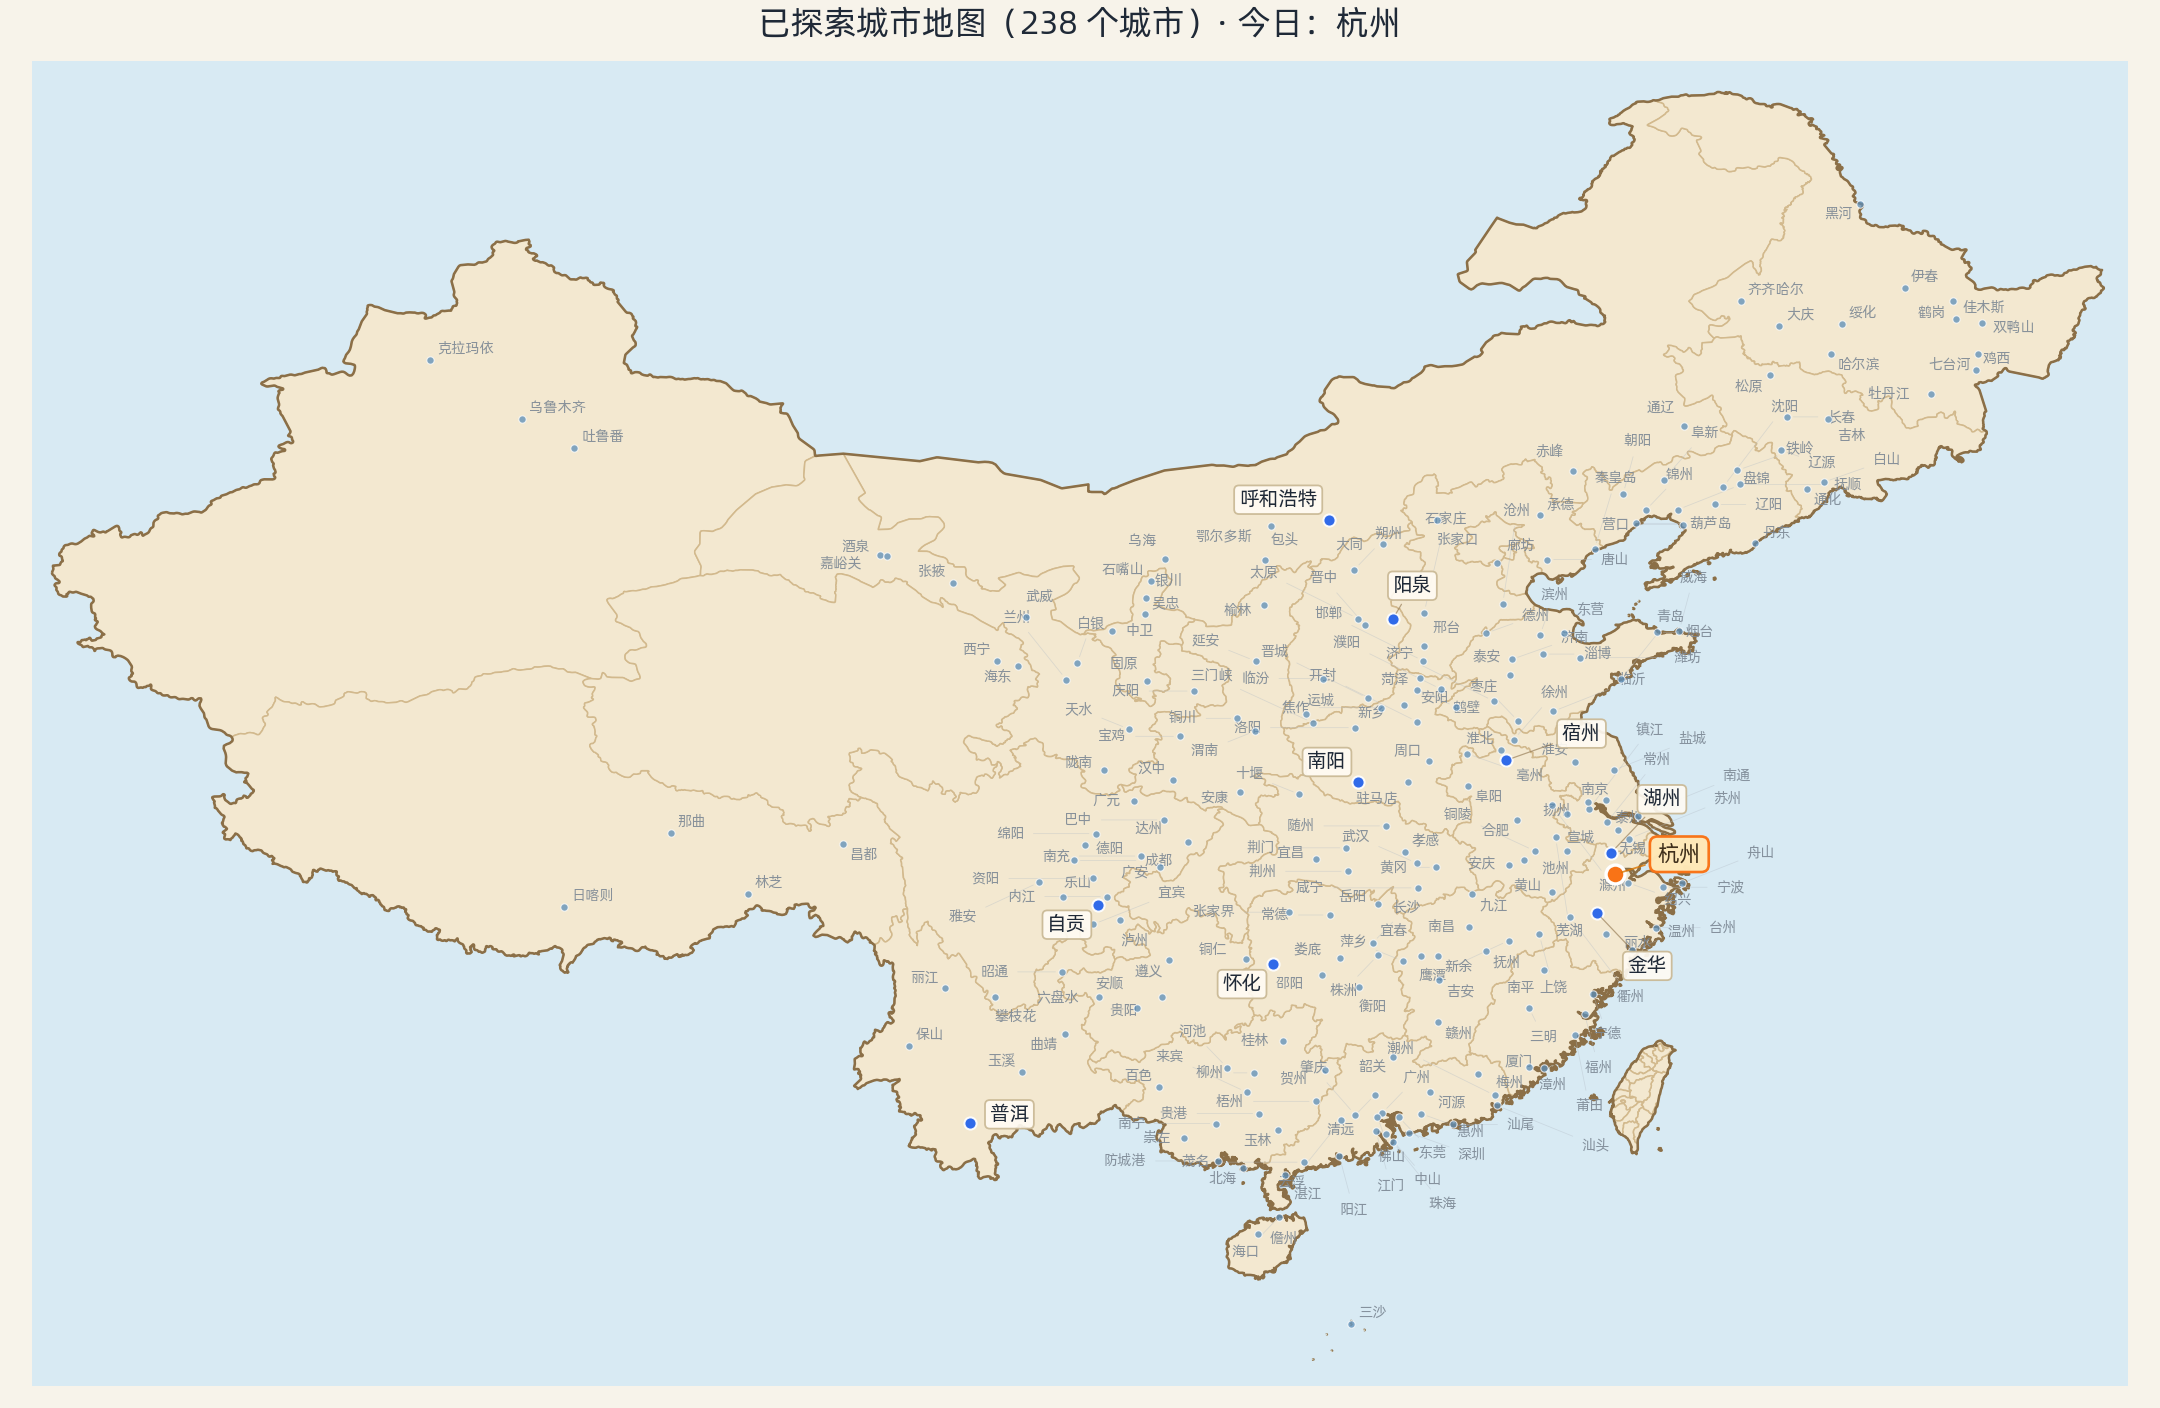 已探索城市地图（238 个城市）· 今日：杭州
黑河
伊春
齐齐哈尔
佳木斯
鹤岗
大庆
绥化
双鸭山
克拉玛依
鸡西
七台河
哈尔滨
松原
牡丹江
乌鲁木齐
通辽
沈阳
长春
吐鲁番
阜新
吉林
朝阳
铁岭
赤峰
辽源
白山
秦皇岛
锦州
盘锦
抚顺
呼和浩特
通化
沧州
承德
辽阳
石家庄
营口
葫芦岛
鄂尔多斯
包头
朔州
丹东
乌海
大同
张家口
廊坊
酒泉
嘉峪关
唐山
石嘴山
张掖
太原
晋中
威海
银川
阳泉
武威
滨州
吴忠
榆林
东营
兰州
邯郸
德州
青岛
白银
中卫
邢台
烟台
延安
濮阳
济南
西宁
晋城
济宁
泰安
淄博
潍坊
固原
海东
三门峡
临汾
开封
菏泽
临沂
庆阳
枣庄
徐州
运城
安阳
天水
焦作
鹤壁
铜川
新乡
洛阳
镇江
宝鸡
宿州
盐城
渭南
周口
淮北
淮安
陇南
南阳
常州
汉中
十堰
亳州
南通
安康
驻马店
阜阳
南京
湖州
苏州
广元
扬州
泰州
铜陵
巴中
那曲
随州
达州
合肥
绵阳
武汉
宣城
孝感
荆门
德阳
无锡
杭州
舟山
宜昌
昌都
南充
成都
黄冈
安庆
池州
荆州
广安
资阳
乐山
林芝
咸宁
黄山
滁州
宁波
日喀则
内江
宜宾
岳阳
绍兴
长沙
九江
雅安
张家界
常德
自贡
南昌
台州
宜春
芜湖
温州
泸州
萍乡
丽水
铜仁
娄底
金华
昭通
遵义
新余
抚州
丽江
鹰潭
怀化
安顺
邵阳
株洲
吉安
南平
上饶
六盘水
衢州
贵阳
衡阳
攀枝花
保山
河池
赣州
宁德
曲靖
桂林
三明
来宾
潮州
玉溪
厦门
肇庆
韶关
福州
百色
柳州
贺州
广州
梅州
漳州
梧州
河源
莆田
普洱
贵港
南宁
清远
惠州
汕尾
崇左
玉林
汕头
防城港
茂名
佛山
东莞
深圳
北海
中山
江门
湛江
珠海
阳江
儋州
海口
三沙